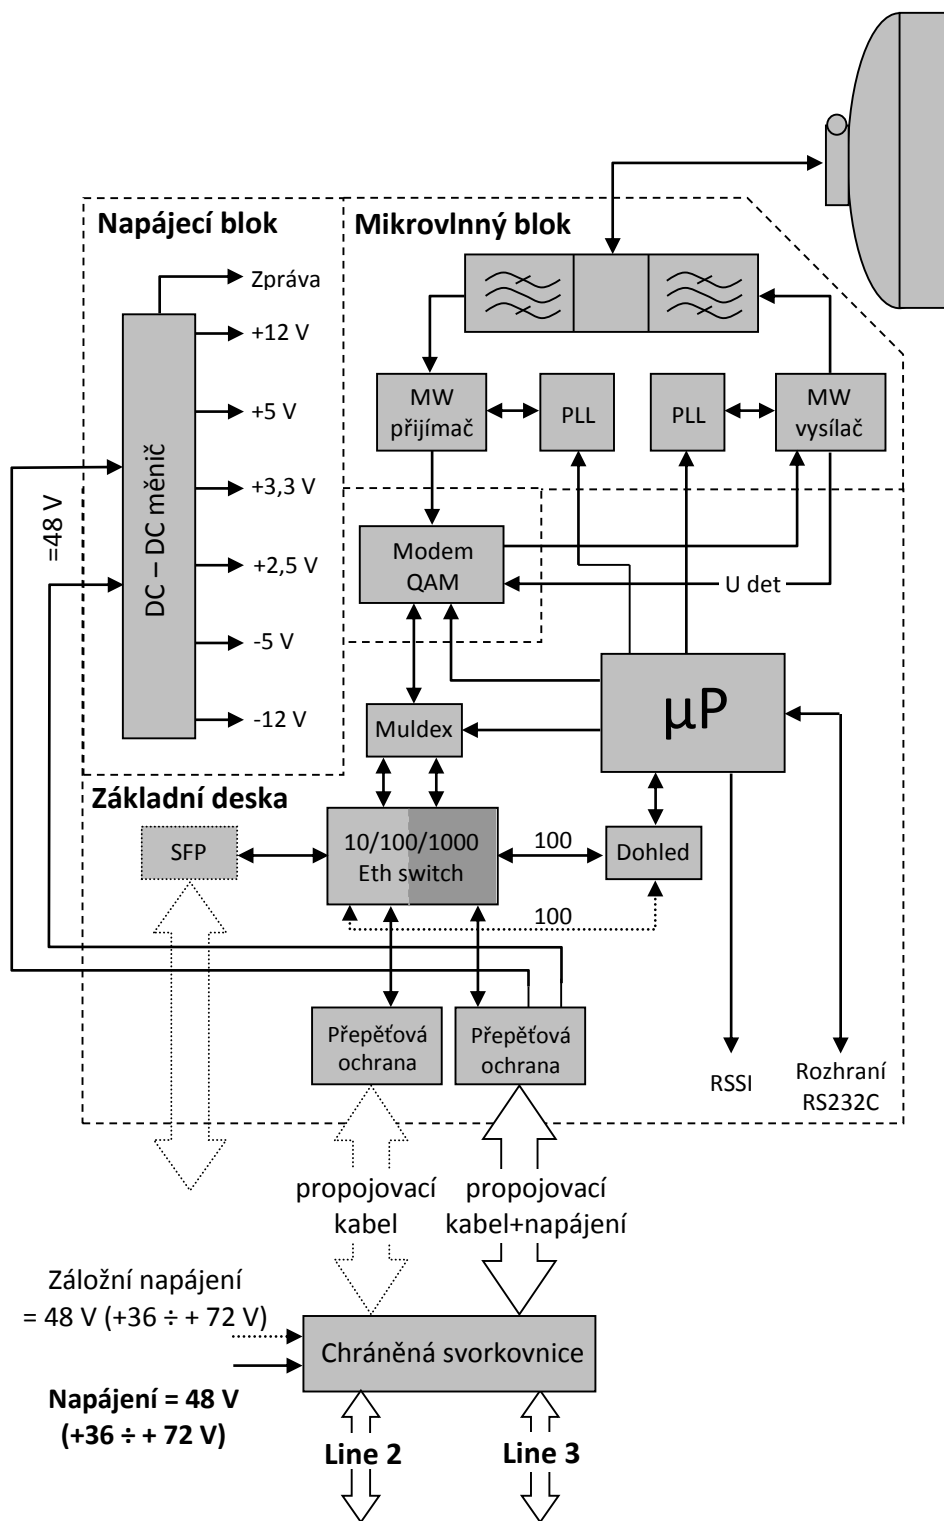 Napájecí blok
Mikrovlnný blok
Zpráva
+12 V
+5 V
+3,3 V
+2,5 V
-5 V
-12 V
DC – DC měnič
=48 V
MW
přijímač
PLL
PLL
MW
vysílač
Modem
QAM
U det
µP
Muldex
Základní deska
SFP
10/100/1000
Eth switch
100
Dohled
100
Přepěťová
ochrana
Přepěťová
ochrana
RSSI
Rozhraní
RS232C
propojovací
kabel
propojovací
kabel+napájení
Záložní napájení
= 48 V (+36 ÷ + 72 V)
Chráněná svorkovnice
Napájení = 48 V
(+36 ÷ + 72 V)
Line 2
Line 3